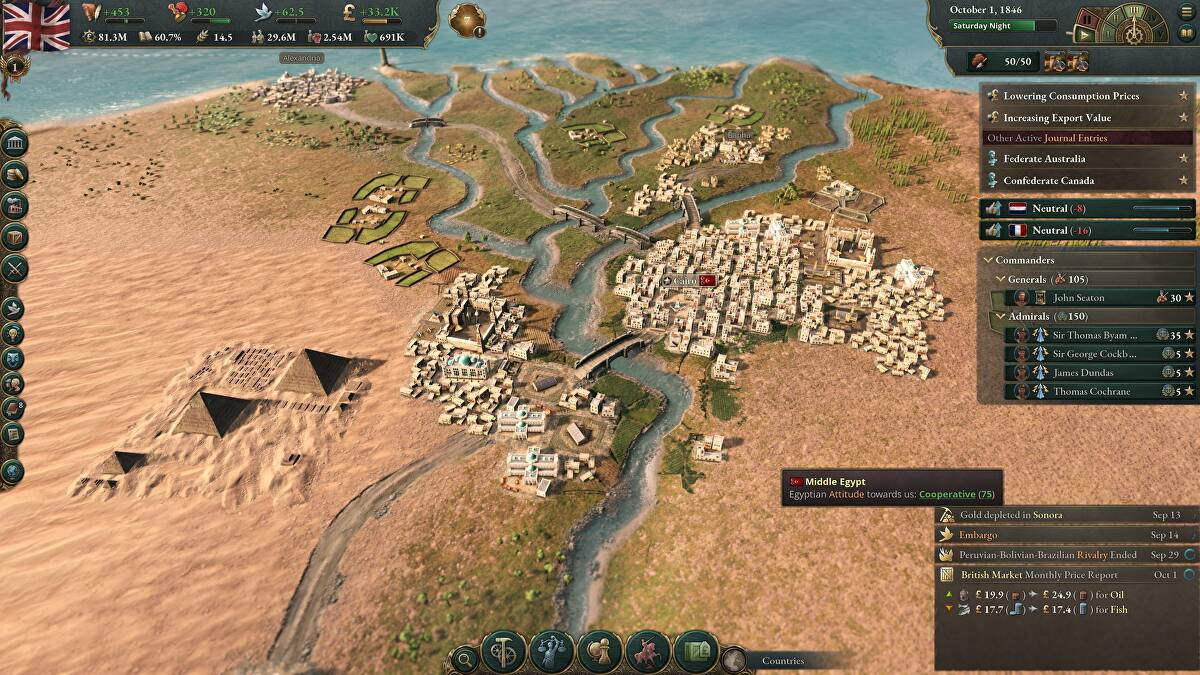 +453
+320
+62.5
+33.2K
£81.3M
60.7%
14.5
29.6M
2.54M
691K
October 1, 1846
Saturday Night
50/50
Lowering Consumption Prices
Increasing Export Value
Other Active Journal Entries
Federate Australia
Confederate Canada
Neutral (-8)
Neutral (-16)
Commanders
Generals (105)
John Seaton 30
Admirals (150)
Sir Thomas Byam ... 35
Sir George Cockb... 5
James Dundas 5
Thomas Cochrane 5
Alexandria
Cairo
Middle Egypt
Egyptian Attitude towards us: Cooperative (75)
Gold depleted in Sonora Sep 13
Embargo Sep 14
Peruvian-Bolivian-Brazilian Rivalry Ended Sep 29
British Market Monthly Price Report Oct 1
£ 19.9 ( ) £ 24.9 ( ) for Oil
£ 17.7 ( ) £ 17.4 ( ) for Fish
8
Countries